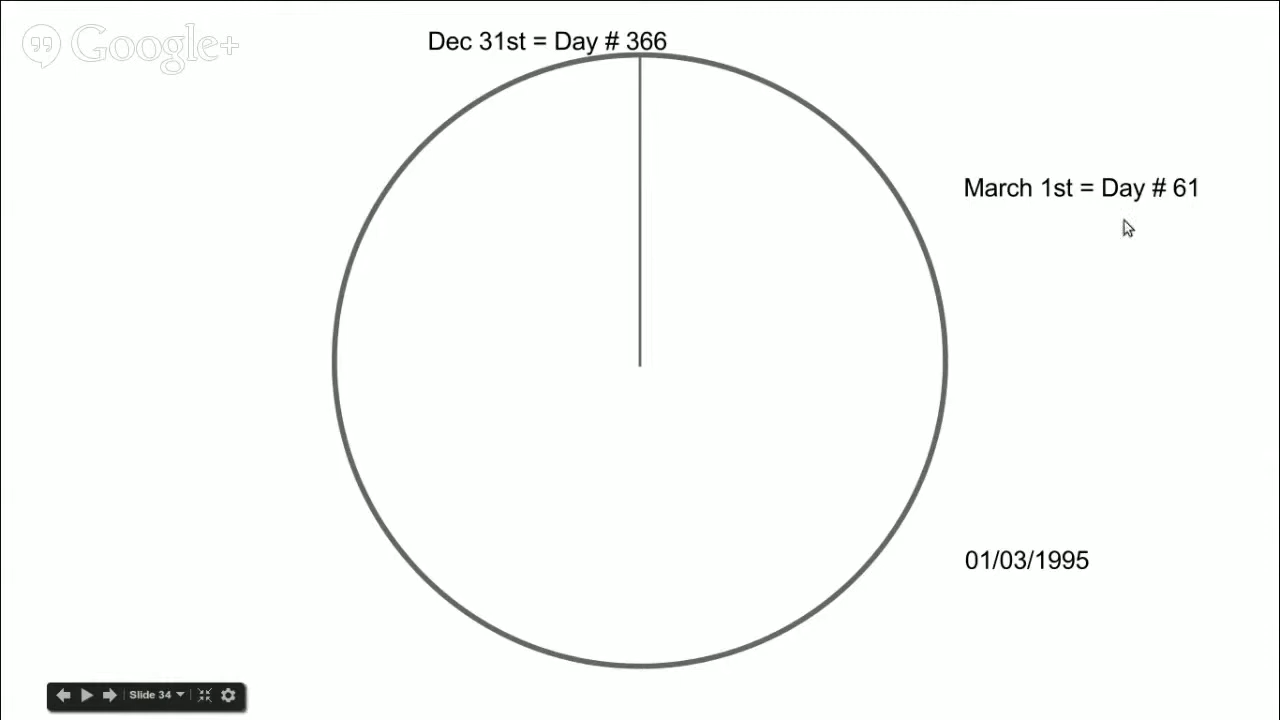 Google+
Dec 31st = Day # 366
March 1st = Day # 61
01/03/1995
Slide 34